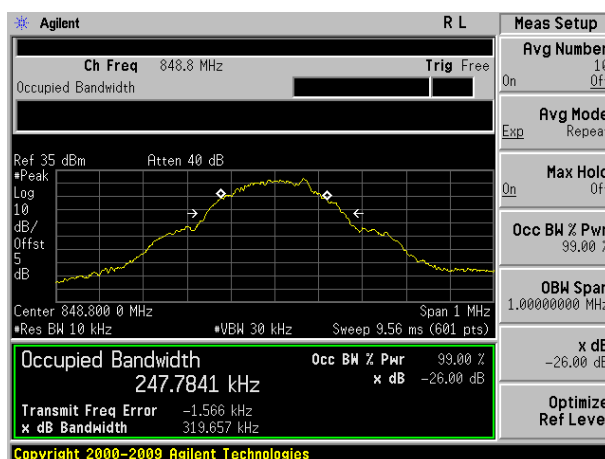 Agilent R L
Meas Setup
Ch Freq 848.8 MHz Trig Free
Occupied Bandwidth
Avg Number
10
On Off
Avg Mode
Exp Repeat
Max Hold
On Off
Occ BW % Pwr
99.00 %
OBW Span
1.00000000 MHz
x dB
-26.00 dB
Optimize
Ref Level
Ref 35 dBm Atten 40 dB
#Peak
Log
10
dB/
Offst
5
dB
Center 848.800 0 MHz Span 1 MHz
#Res BW 10 kHz #VBW 30 kHz Sweep 9.56 ms (601 pts)
Occupied Bandwidth Occ BW % Pwr 99.00 %
247.7841 kHz x dB -26.00 dB
Transmit Freq Error -1.566 kHz
x dB Bandwidth 319.657 kHz
Copyright 2000-2009 Agilent Technologies